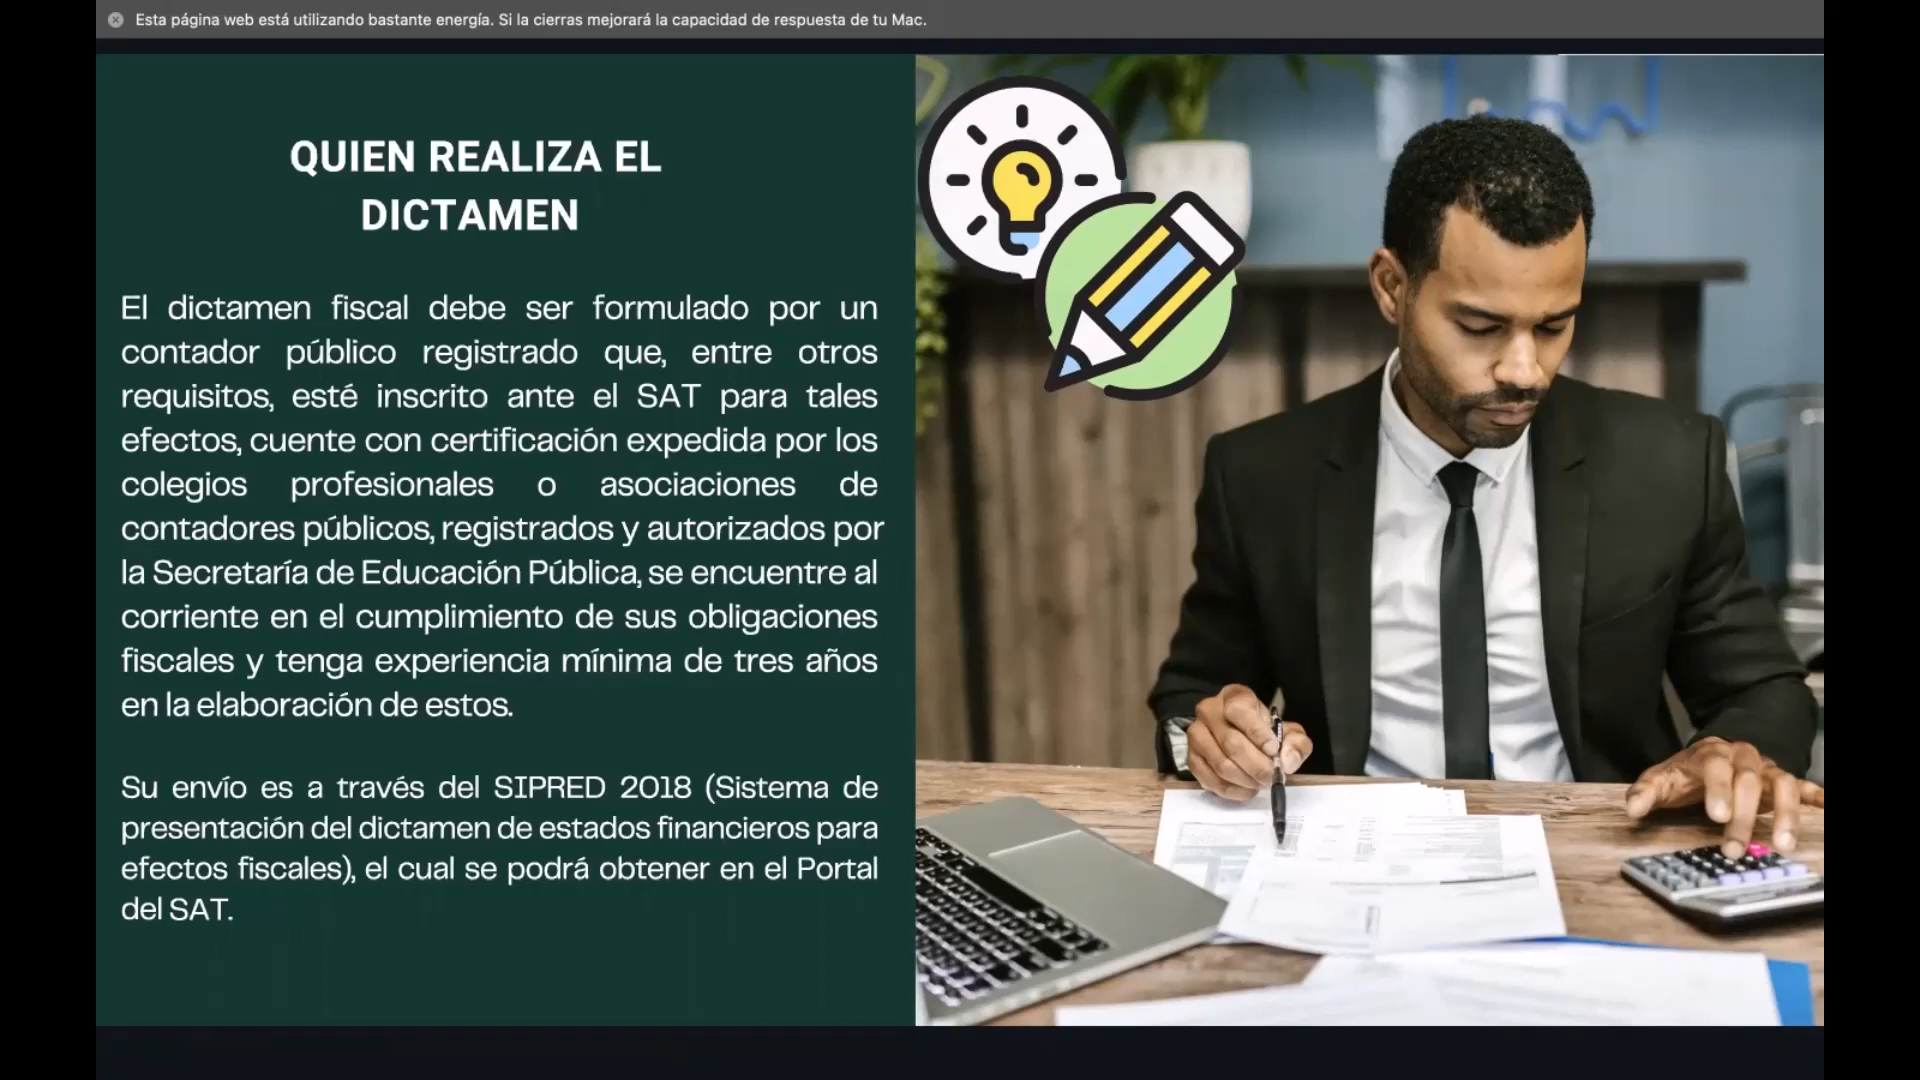 Esta página web está utilizando bastante energía. Si la cierras mejorará la capacidad de respuesta de tu Mac.
QUIEN REALIZA EL
DICTAMEN
El dictamen fiscal debe ser formulado por un
contador público registrado que, entre otros
requisitos, esté inscrito ante el SAT para tales
efectos, cuente con certificación expedida por los
colegios profesionales o asociaciones de
contadores públicos, registrados y autorizados por
la Secretaría de Educación Pública, se encuentre al
corriente en el cumplimiento de sus obligaciones
fiscales y tenga experiencia mínima de tres años
en la elaboración de estos.
Su envío es a través del SIPRED 2018 (Sistema de
presentación del dictamen de estados financieros para
efectos fiscales), el cual se podrá obtener en el Portal
del SAT.